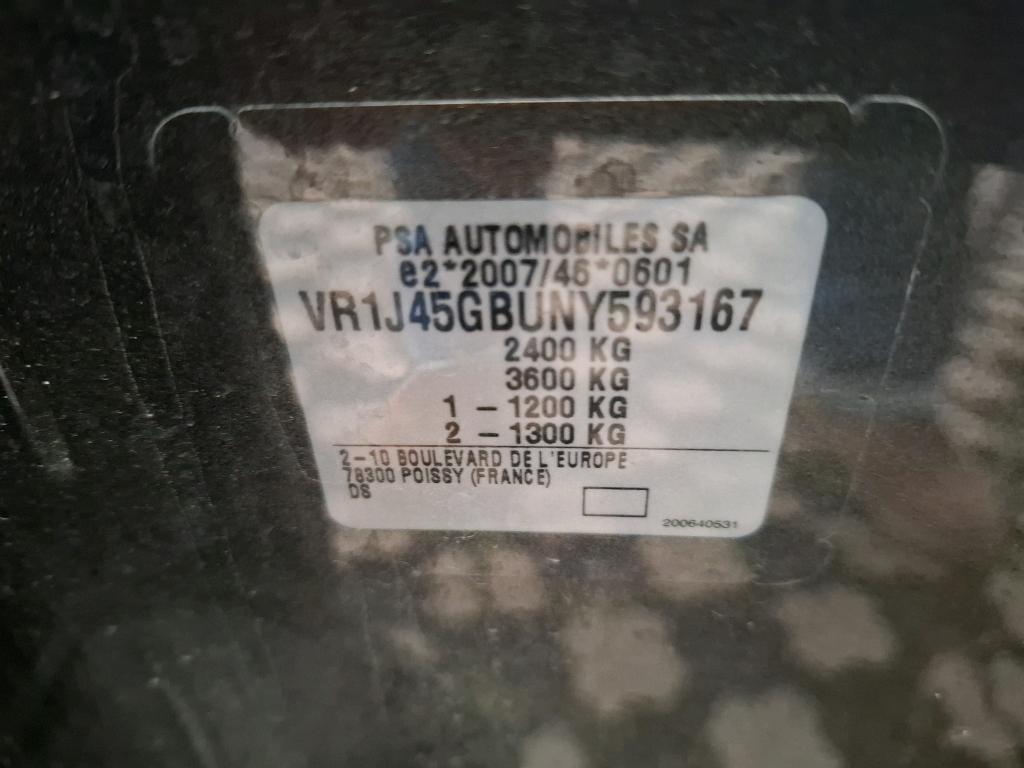 PSA AUTOMOBILES SA
e2*2007/46*0601
VR1J45GBUNY593167
2400 KG
3600 KG
1 - 1200 KG
2 - 1300 KG
2-10 BOULEVARD DE L'EUROPE
78300 POISSY (FRANCE)
DS
200640531